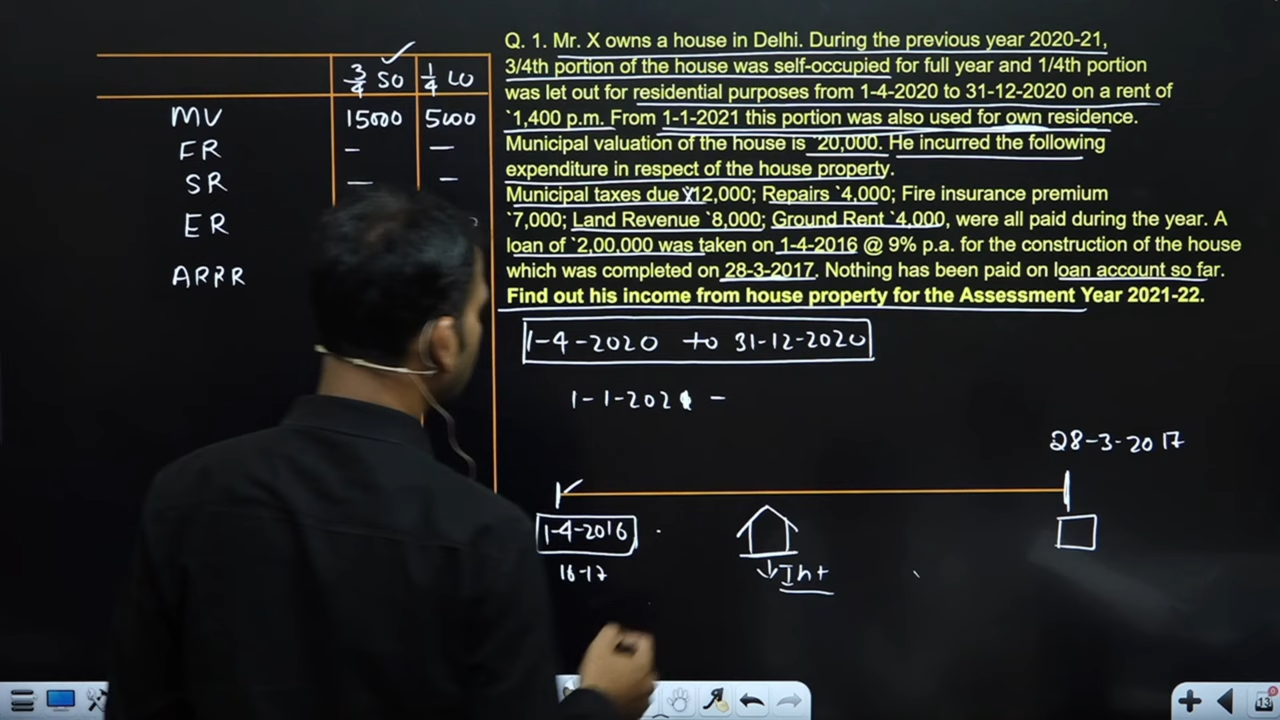 3/4 SO 1/4 LO
MV 15000 5000
FR - -
SR - -
ER
ARRR
Q. 1. Mr. X owns a house in Delhi. During the previous year 2020-21,
3/4th portion of the house was self-occupied for full year and 1/4th portion
was let out for residential purposes from 1-4-2020 to 31-12-2020 on a rent of
`1,400 p.m. From 1-1-2021 this portion was also used for own residence.
Municipal valuation of the house is `20,000. He incurred the following
expenditure in respect of the house property.
Municipal taxes due `12,000; Repairs `4,000; Fire insurance premium
`7,000; Land Revenue `8,000; Ground Rent `4,000, were all paid during the year. A
loan of `2,00,000 was taken on 1-4-2016 @ 9% p.a. for the construction of the house
which was completed on 28-3-2017. Nothing has been paid on loan account so far.
Find out his income from house property for the Assessment Year 2021-22.
1-4-2020 to 31-12-2020
1-1-2021 -
28-3-2017
1-4-2016
16-17
Int
13